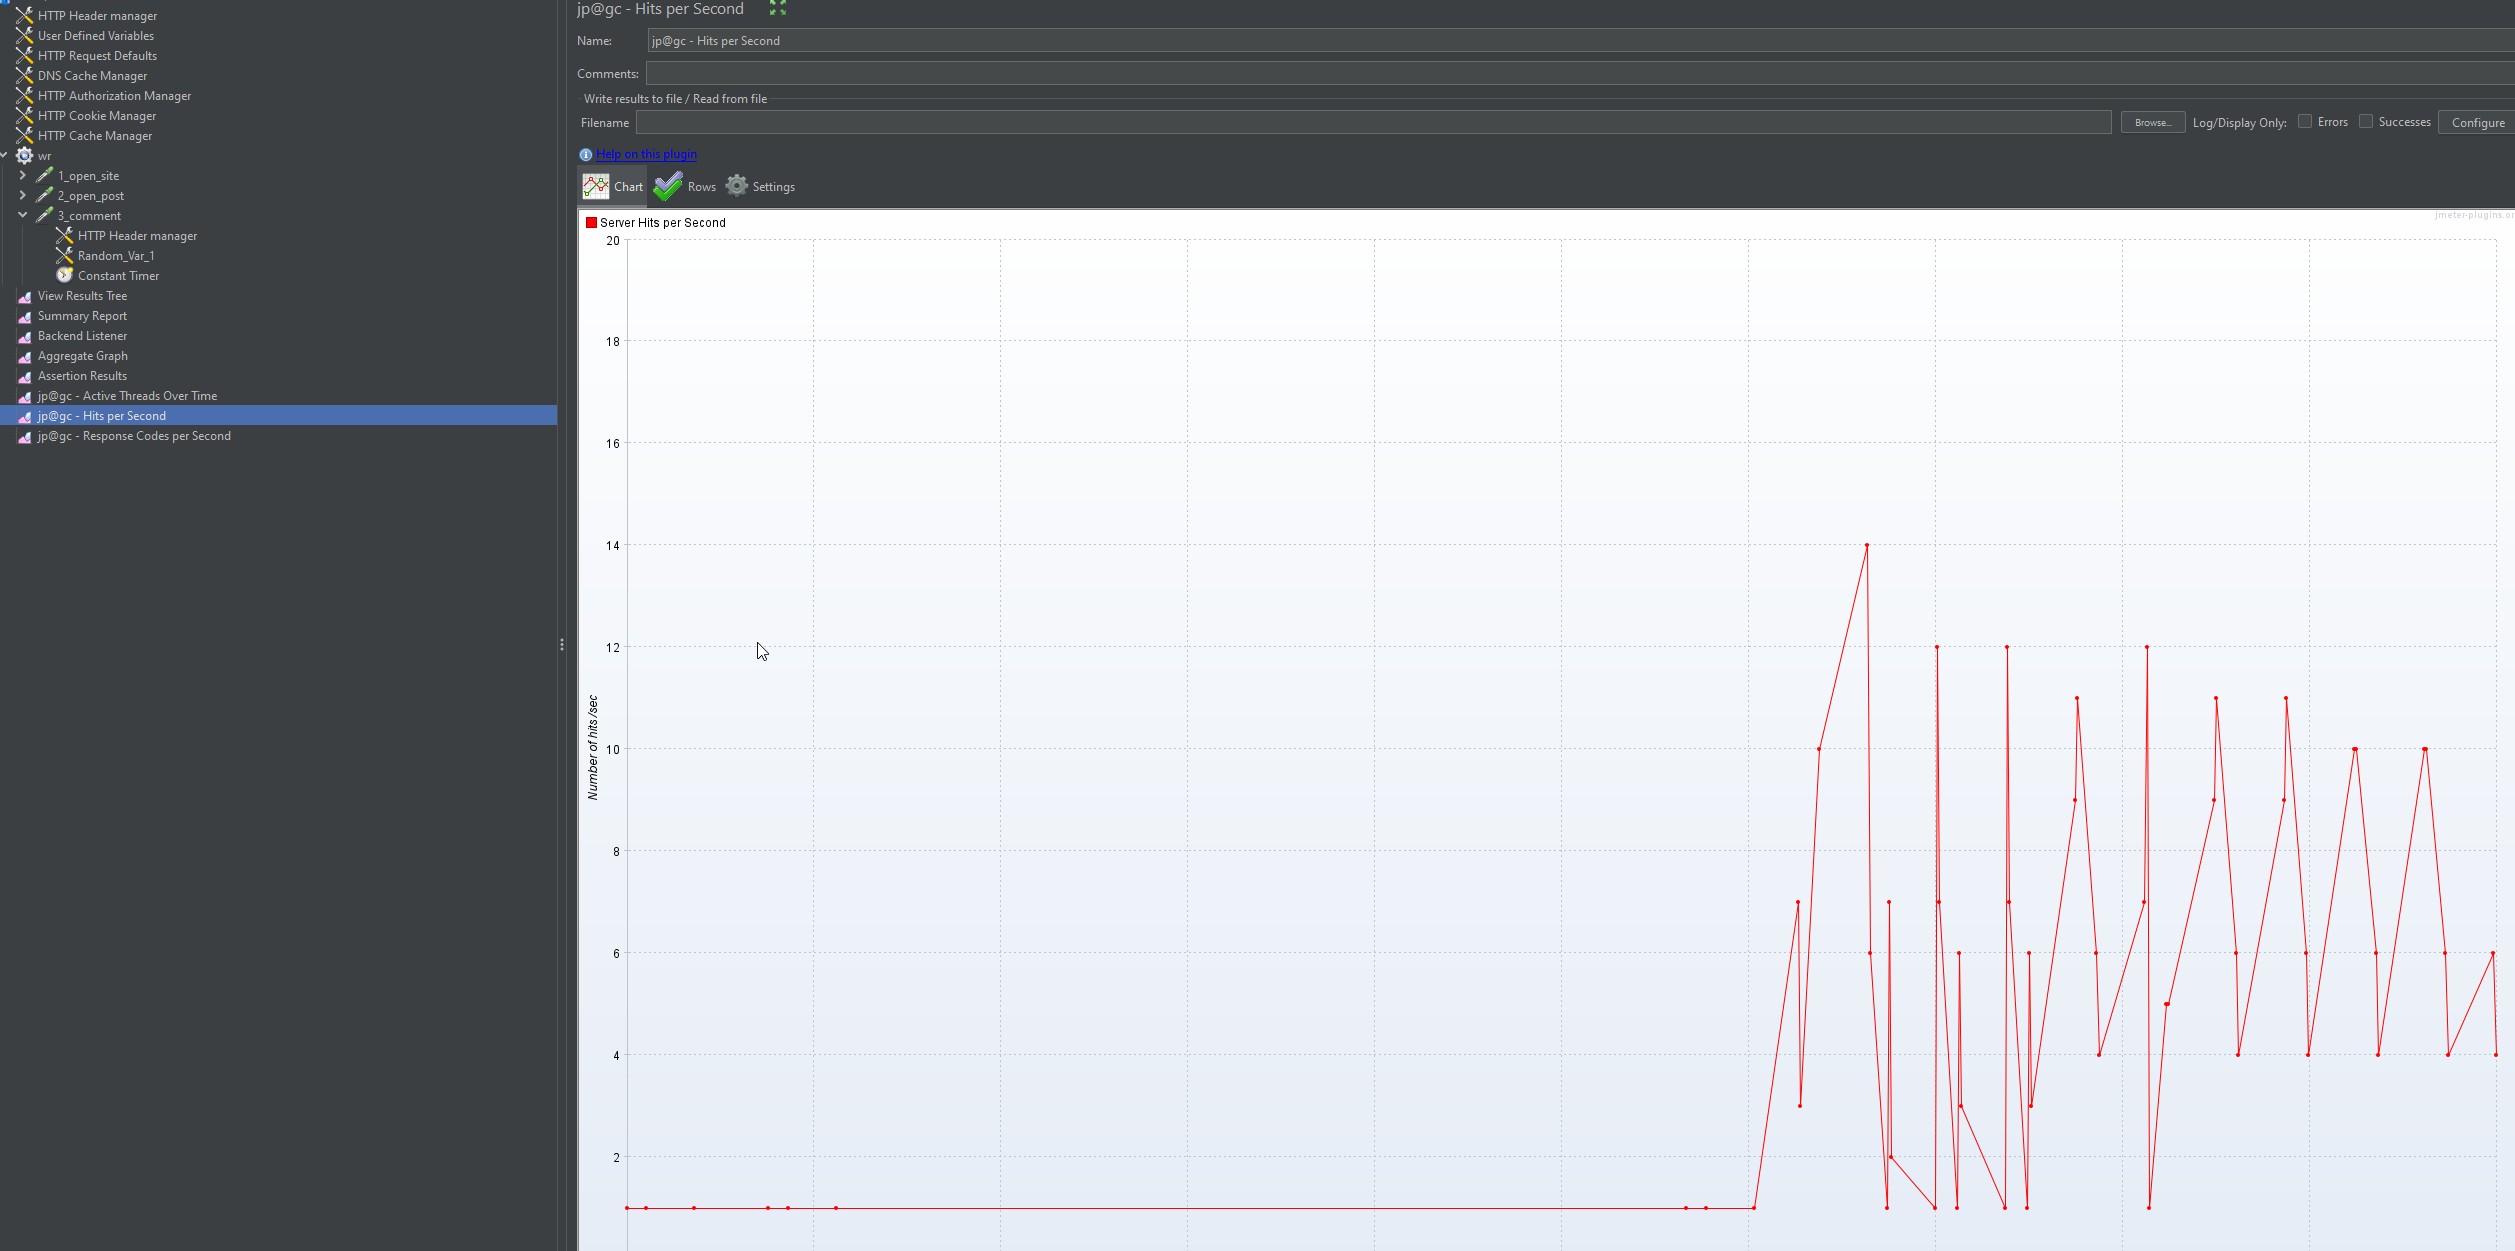 HTTP Header manager
User Defined Variables
HTTP Request Defaults
DNS Cache Manager
HTTP Authorization Manager
HTTP Cookie Manager
HTTP Cache Manager
wr
1_open_site
2_open_post
3_comment
HTTP Header manager
Random_Var_1
Constant Timer
View Results Tree
Summary Report
Backend Listener
Aggregate Graph
Assertion Results
jp@gc - Active Threads Over Time
jp@gc - Hits per Second
jp@gc - Response Codes per Second
jp@gc - Hits per Second
Name: jp@gc - Hits per Second
Comments:
Write results to file / Read from file
Filename Browse... Log/Display Only: Errors Successes Configure
Help on this plugin
Chart Rows Settings
Server Hits per Second
jmeter-plugins.or
20
18
16
14
12
10
8
6
4
2
Number of hits /sec